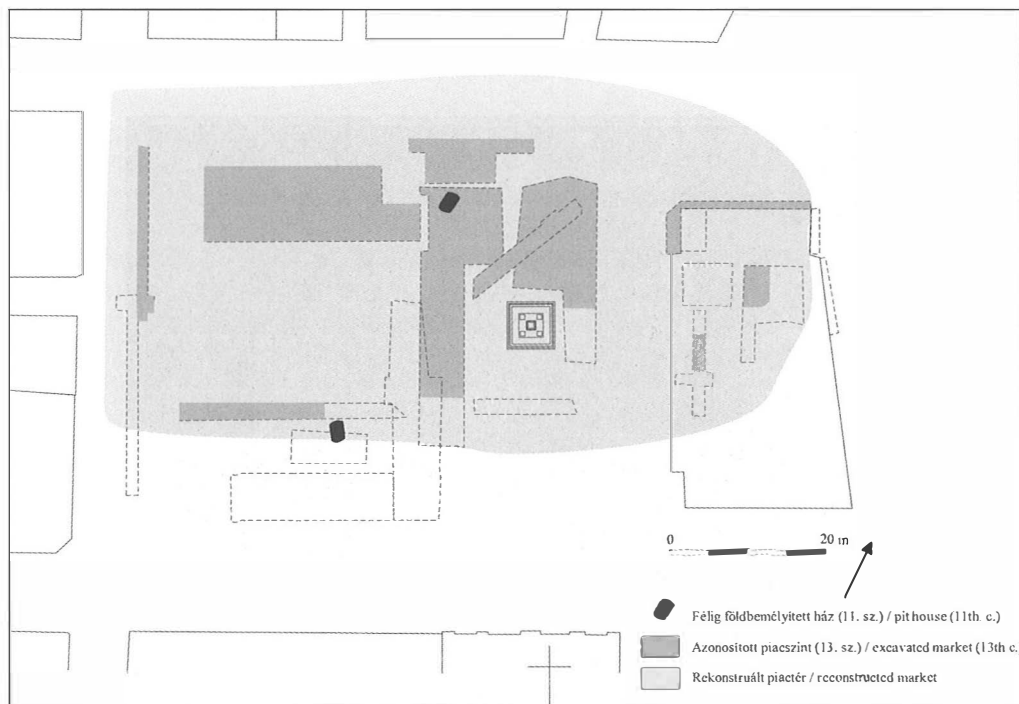 0 20 m
Félig földbemélyített ház (11. sz.) / pit house (11th. c.)
Azonosított piacszint (13. sz.) / excavated market (13th c.
Rekonstruált piactér / reconstructed market